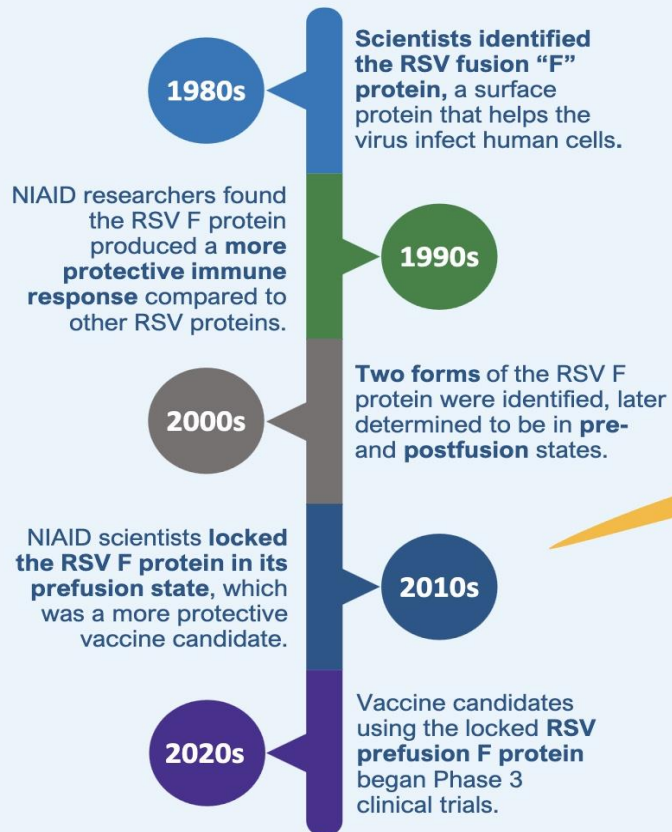 1980s
Scientists identified
the RSV fusion “F”
protein, a surface
protein that helps the
virus infect human cells.
NIAID researchers found
the RSV F protein
produced a more
protective immune
response compared to
other RSV proteins.
1990s
2000s
Two forms of the RSV F
protein were identified, later
determined to be in pre-
and postfusion states.
NIAID scientists locked
the RSV F protein in its
prefusion state, which
was a more protective
vaccine candidate.
2010s
2020s
Vaccine candidates
using the locked RSV
prefusion F protein
began Phase 3
clinical trials.